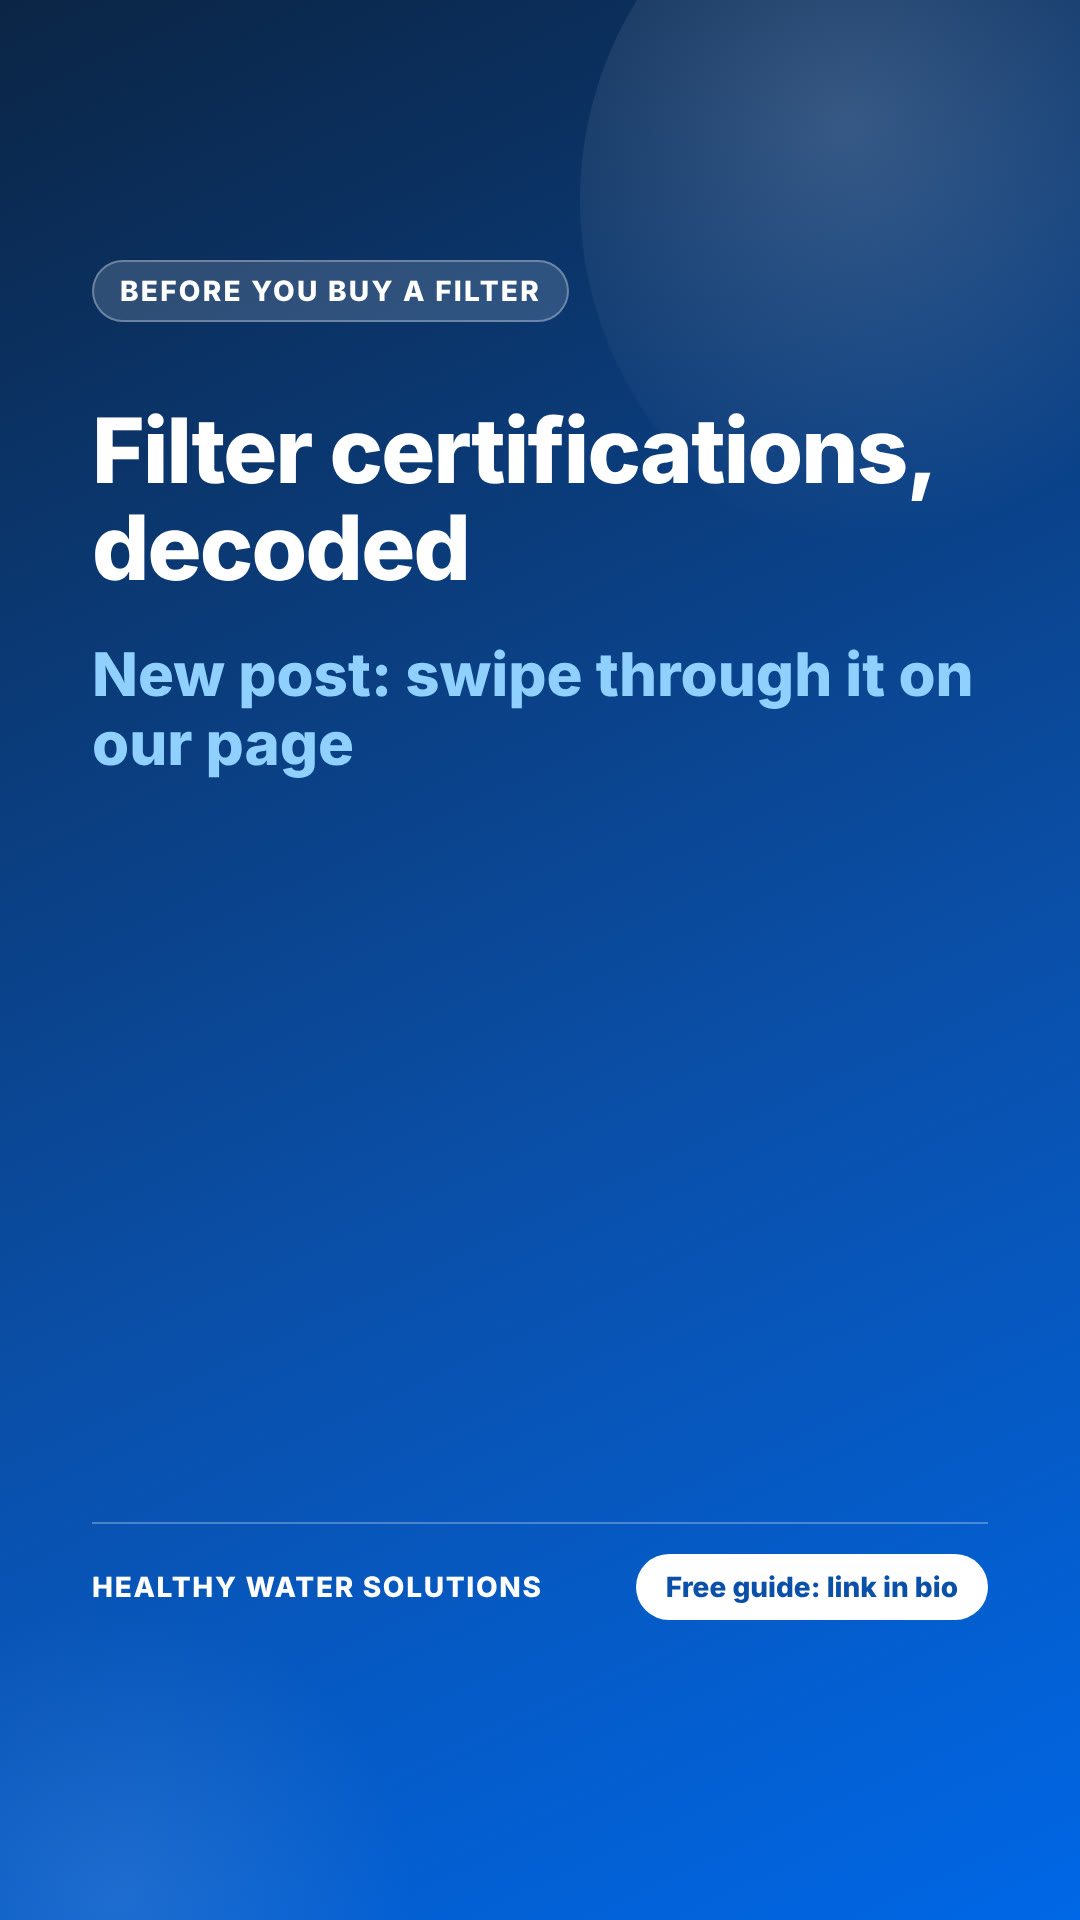 BEFORE YOU BUY A FILTER
Filter certifications,
decoded
New post: swipe through it on
our page
HEALTHY WATER SOLUTIONS
Free guide: link in bio